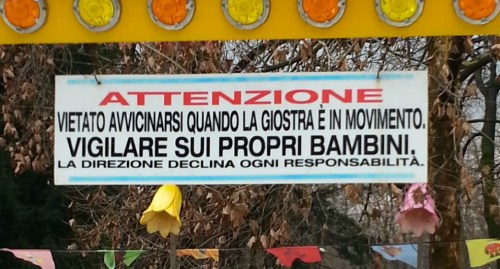 ATTENZIONE
VIETATO AVVICINARSI QUANDO LA GIOSTRA È IN MOVIMENTO.
VIGILARE SUI PROPRI BAMBINI.
LA DIREZIONE DECLINA OGNI RESPONSABILITÀ.